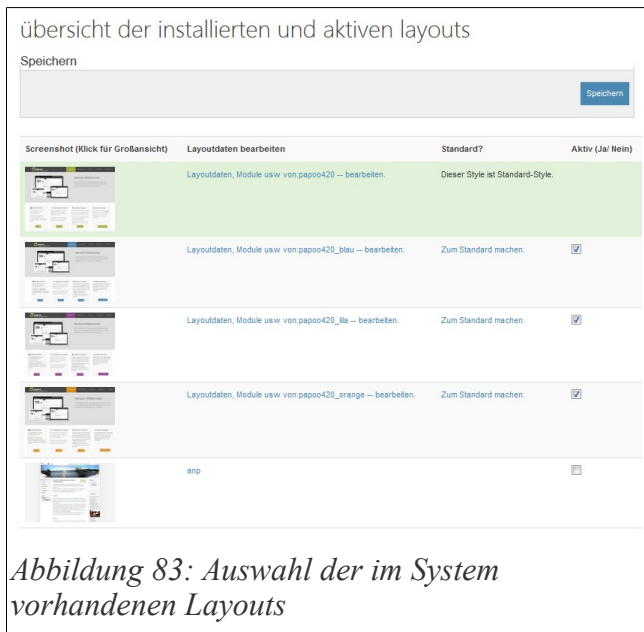 übersicht der installierten und aktiven layouts
Speichern
Speichern
Screenshot (Klick für Großansicht) Layoutdaten bearbeiten Standard? Aktiv (Ja/ Nein)
Layoutdaten, Module usw von:papoo420 -- bearbeiten. Dieser Style ist Standard-Style.
Layoutdaten, Module usw von:papoo420_blau -- bearbeiten. Zum Standard machen.
Layoutdaten, Module usw von:papoo420_lila -- bearbeiten. Zum Standard machen.
Layoutdaten, Module usw von:papoo420_orange -- bearbeiten. Zum Standard machen.
anp
Abbildung 83: Auswahl der im System
vorhandenen Layouts